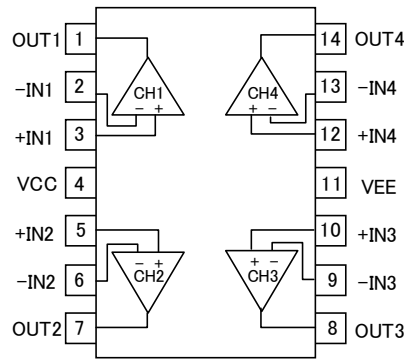 OUT1 1 14 OUT4
-IN1 2 CH1 CH4 13 -IN4
- + + -
+IN1 3 12 +IN4
VCC 4 11 VEE
+IN2 5 10 +IN3
- + + -
-IN2 6 CH2 CH3 9 -IN3
OUT2 7 8 OUT3